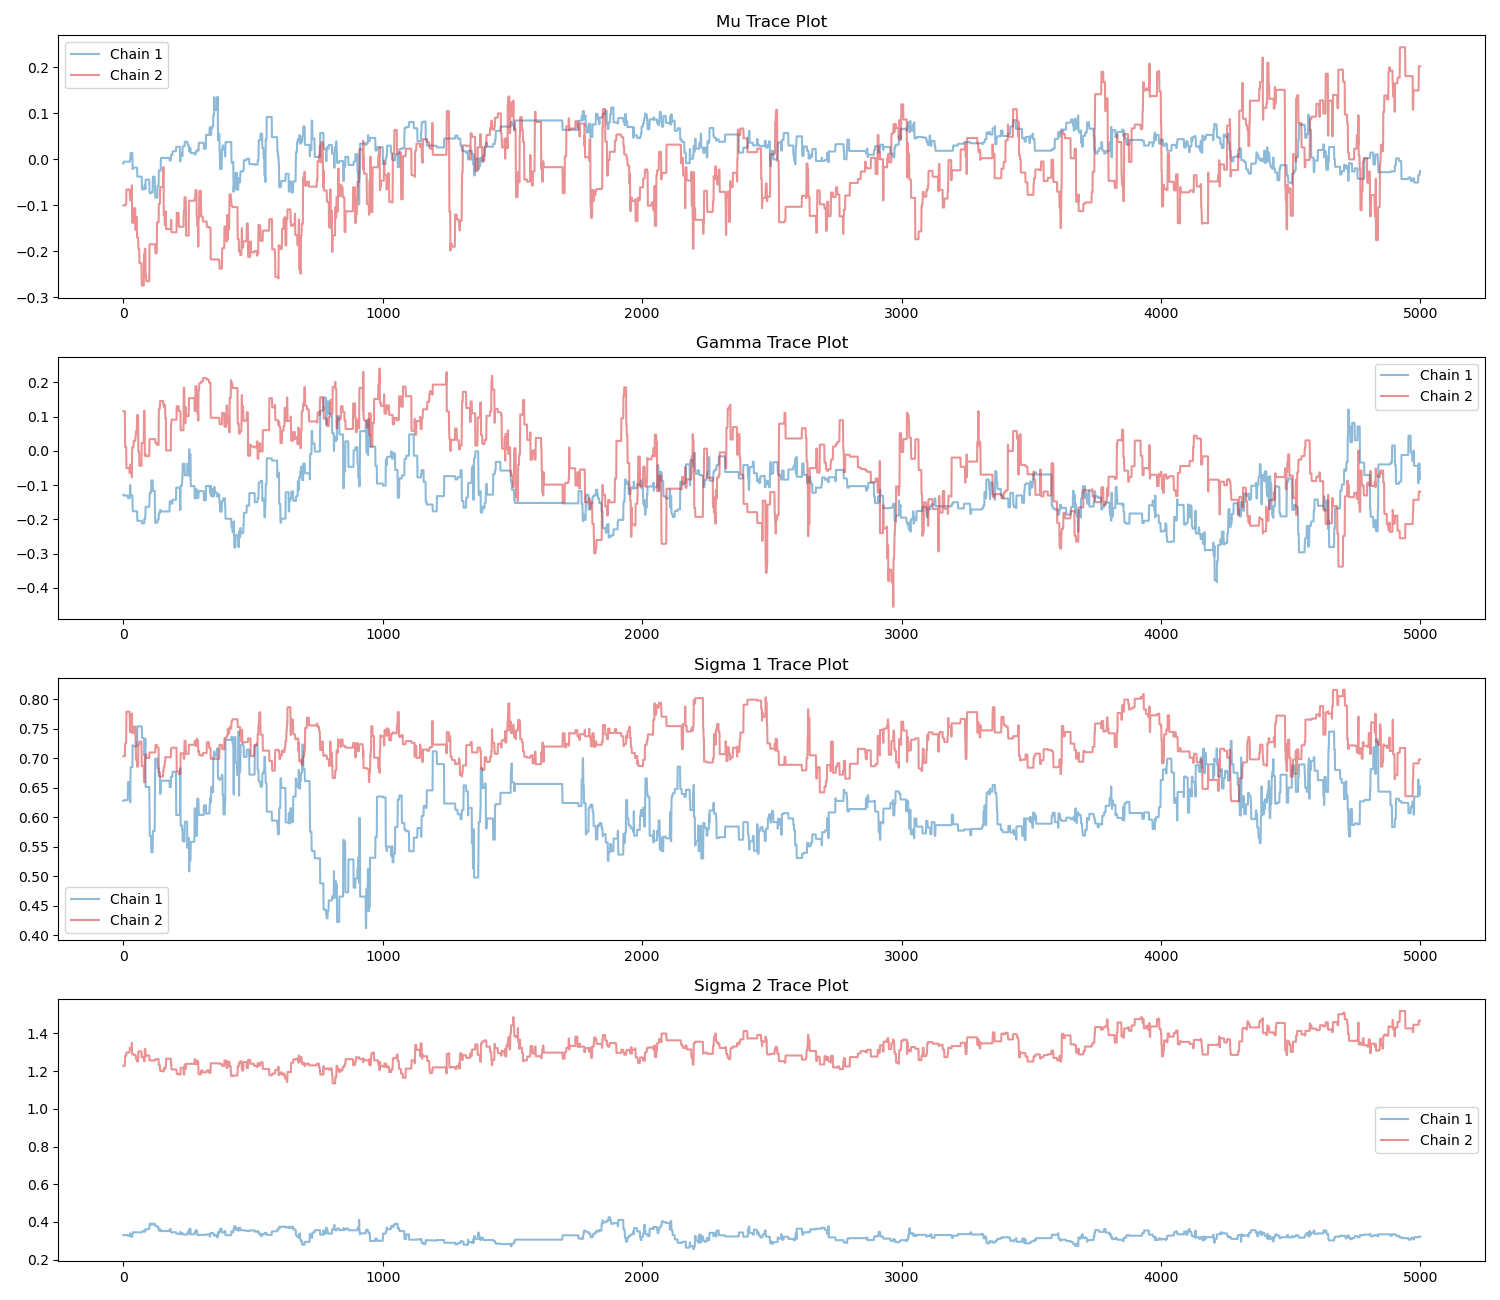 Mu Trace Plot
Chain 1
Chain 2
0.2
0.1
0.0
−0.1
−0.2
−0.3
0 1000 2000 3000 4000 5000
Gamma Trace Plot
Chain 1
Chain 2
0.2
0.1
0.0
−0.1
−0.2
−0.3
−0.4
0 1000 2000 3000 4000 5000
Sigma 1 Trace Plot
0.80
0.75
0.70
0.65
0.60
0.55
0.50
0.45
0.40
Chain 1
Chain 2
0 1000 2000 3000 4000 5000
Sigma 2 Trace Plot
1.4
1.2
1.0
0.8
0.6
0.4
0.2
Chain 1
Chain 2
0 1000 2000 3000 4000 5000